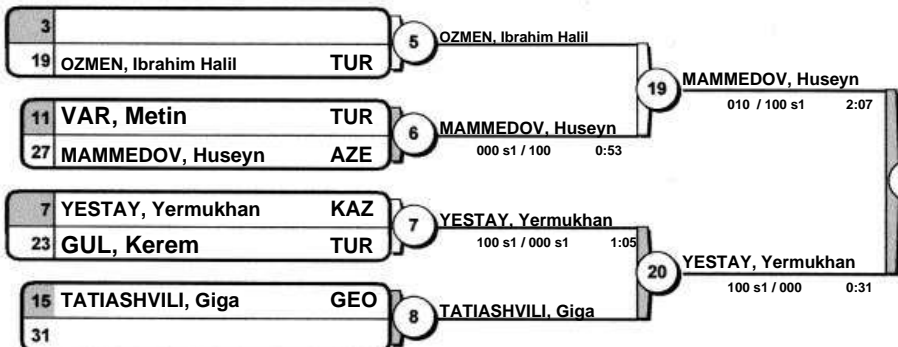 3
19 OZMEN, Ibrahim Halil TUR
5
OZMEN, Ibrahim Halil
11 VAR, Metin TUR
27 MAMMEDOV, Huseyn AZE
6
MAMMEDOV, Huseyn
000 s1 / 100 0:53
19
MAMMEDOV, Huseyn
010 / 100 s1 2:07
7 YESTAY, Yermukhan KAZ
23 GUL, Kerem TUR
7
YESTAY, Yermukhan
100 s1 / 000 s1 1:05
15 TATIASHVILI, Giga GEO
31
8
TATIASHVILI, Giga
20
YESTAY, Yermukhan
100 s1 / 000 0:31